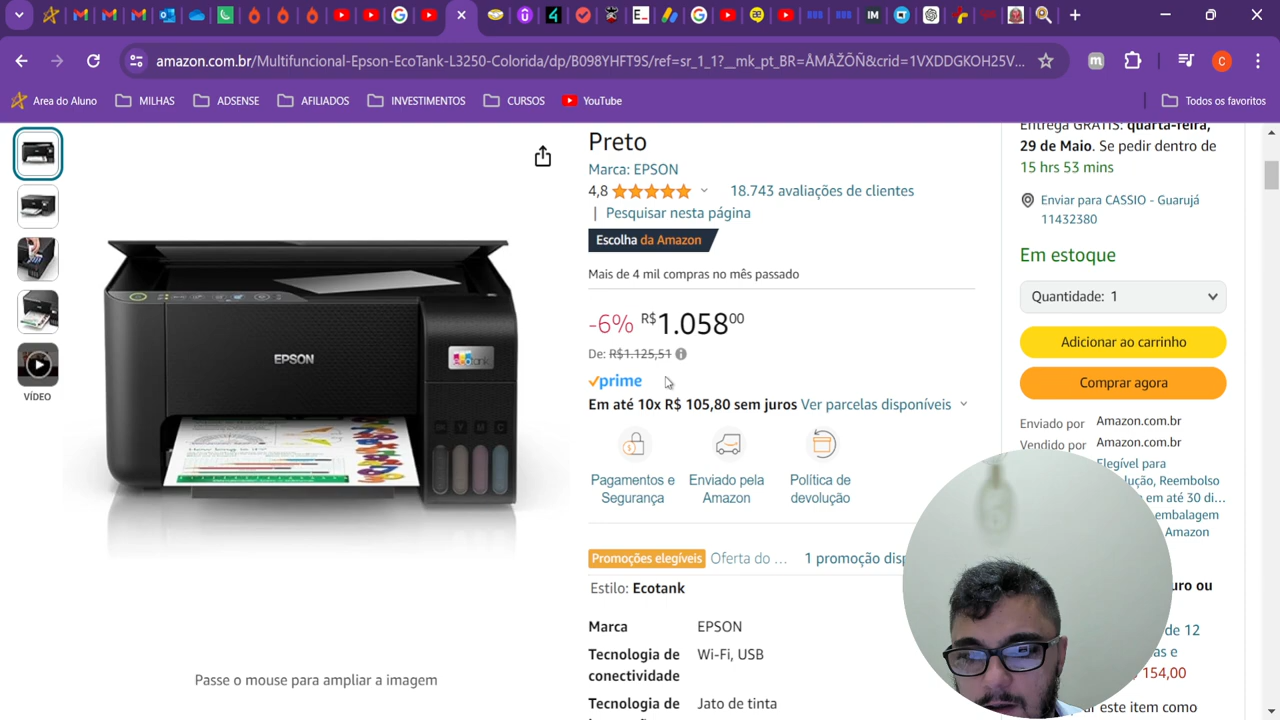 amazon.com.br/Multifuncional-Epson-EcoTank-L3250-Colorida/dp/B098YHFT9S/ref=sr_1_1?__mk_pt_BR=ÅMÅŽÕÑ&crid=1VXDDGKOH25V...
Area do Aluno
MILHAS
ADSENSE
AFILIADOS
INVESTIMENTOS
CURSOS
YouTube
Todos os favoritos
VÍDEO
EPSON
Passe o mouse para ampliar a imagem
Preto
Marca: EPSON
4,8
18.743 avaliações de clientes
| Pesquisar nesta página
Escolha da Amazon
Mais de 4 mil compras no mês passado
-6% R$1.05800
De: R$1.125,51
prime
Em até 10x R$ 105,80 sem juros Ver parcelas disponíveis
Pagamentos e
Segurança
Enviado pela
Amazon
Política de
devolução
Promoções elegíveis Oferta do ... 1 promoção disp
Estilo: Ecotank
Marca EPSON
Tecnologia de
conectividade
Wi-Fi, USB
Tecnologia de
Jato de tinta
Entrega GRÁTIS: quarta-feira,
29 de Maio. Se pedir dentro de
15 hrs 53 mins
Enviar para CASSIO - Guarujá
11432380
Em estoque
Quantidade: 1
Adicionar ao carrinho
Comprar agora
Enviado por Amazon.com.br
Vendido por Amazon.com.br
Elegível para
lução, Reembolso
em até 30 di...
embalagem
Amazon
uro ou
de 12
as e
154,00
ar este item como